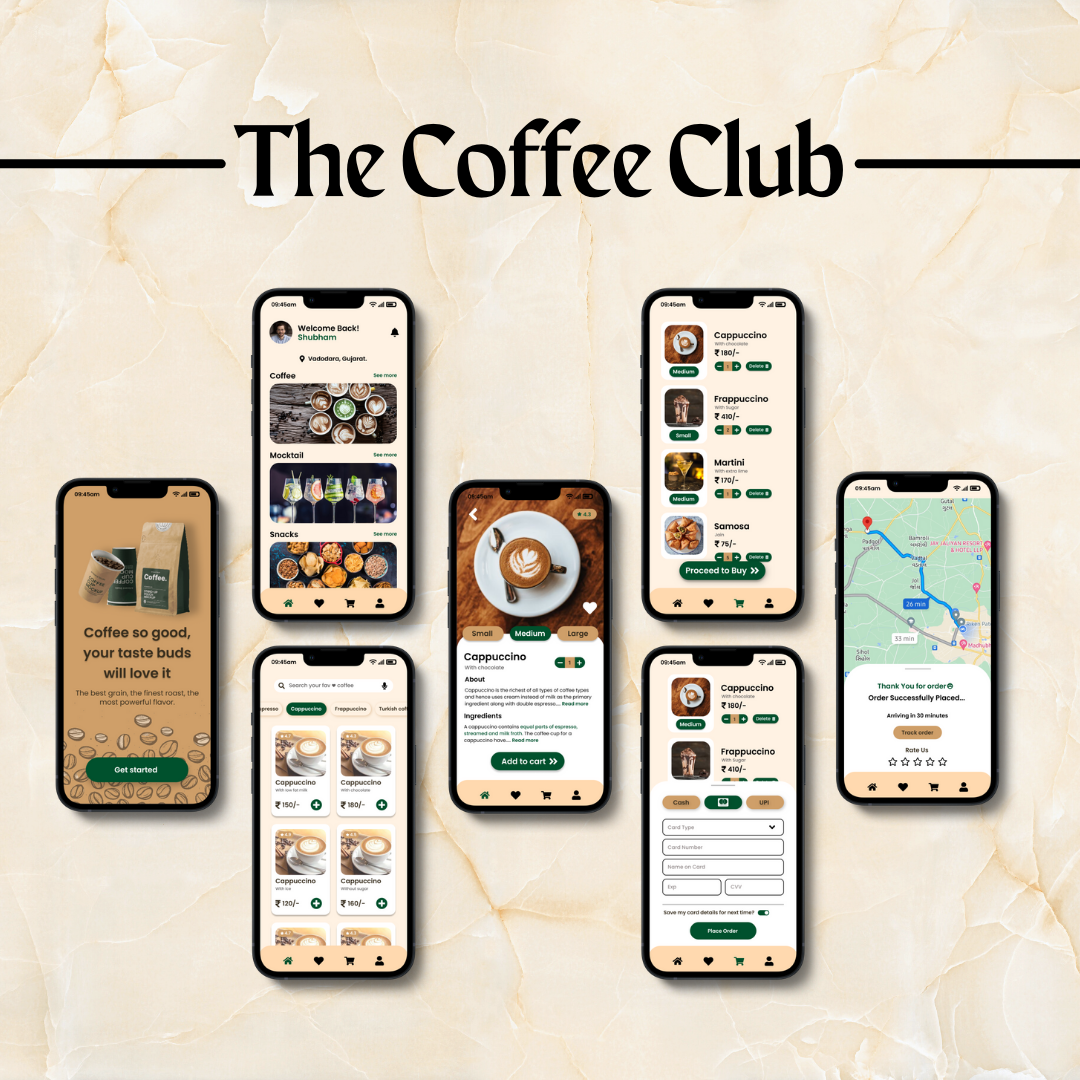 The Coffee Club
09:45am
Coffee.
Coffee so good,
your taste buds
will love it
The best grain, the finest roast, the
most powerful flavor.
Get started
09:45am
Welcome Back!
Shubham
Vadodara, Gujarat.
Coffee See more
Mocktail See more
Snacks See more
09:45am
Search your fav ❤ coffee
Cappuccino Frappuccino
Cappuccino
With low fat milk
₹ 150/-
Cappuccino
With chocolate
₹ 180/-
Cappuccino
With ice
₹ 120/-
Cappuccino
Without sugar
₹ 160/-
09:45am
4.3
Small Medium Large
Cappuccino
With chocolate
1
About
Cappuccino is the richest of all types of coffee types
and hence uses cream instead of milk as the primary
ingredient along with double espresso.... Read more
Ingredients
A cappuccino contains equal parts of espresso,
streamed and milk froth. The coffee cup for a
cappuccino have.... Read more
Add to cart
09:45am
Cappuccino
With chocolate
₹ 180/-
Medium
Delete
Frappuccino
With Sugar
₹ 410/-
Small
Delete
Martini
With extra lime
₹ 170/-
Medium
Delete
Samosa
Jain
₹ 75/-
Delete
Proceed to Buy
09:45am
Cappuccino
With chocolate
₹ 180/-
Medium
Delete
Frappuccino
With Sugar
₹ 410/-
Cash UPI
Card Type
Card Number
Name on Card
Exp CVV
Save my card details for next time?
Place Order
09:45am
Padgol
Jol
26 min
33 min
Sihol
Thank You for order
Order Successfully Placed...
Arriving in 30 minutes
Track order
Rate Us